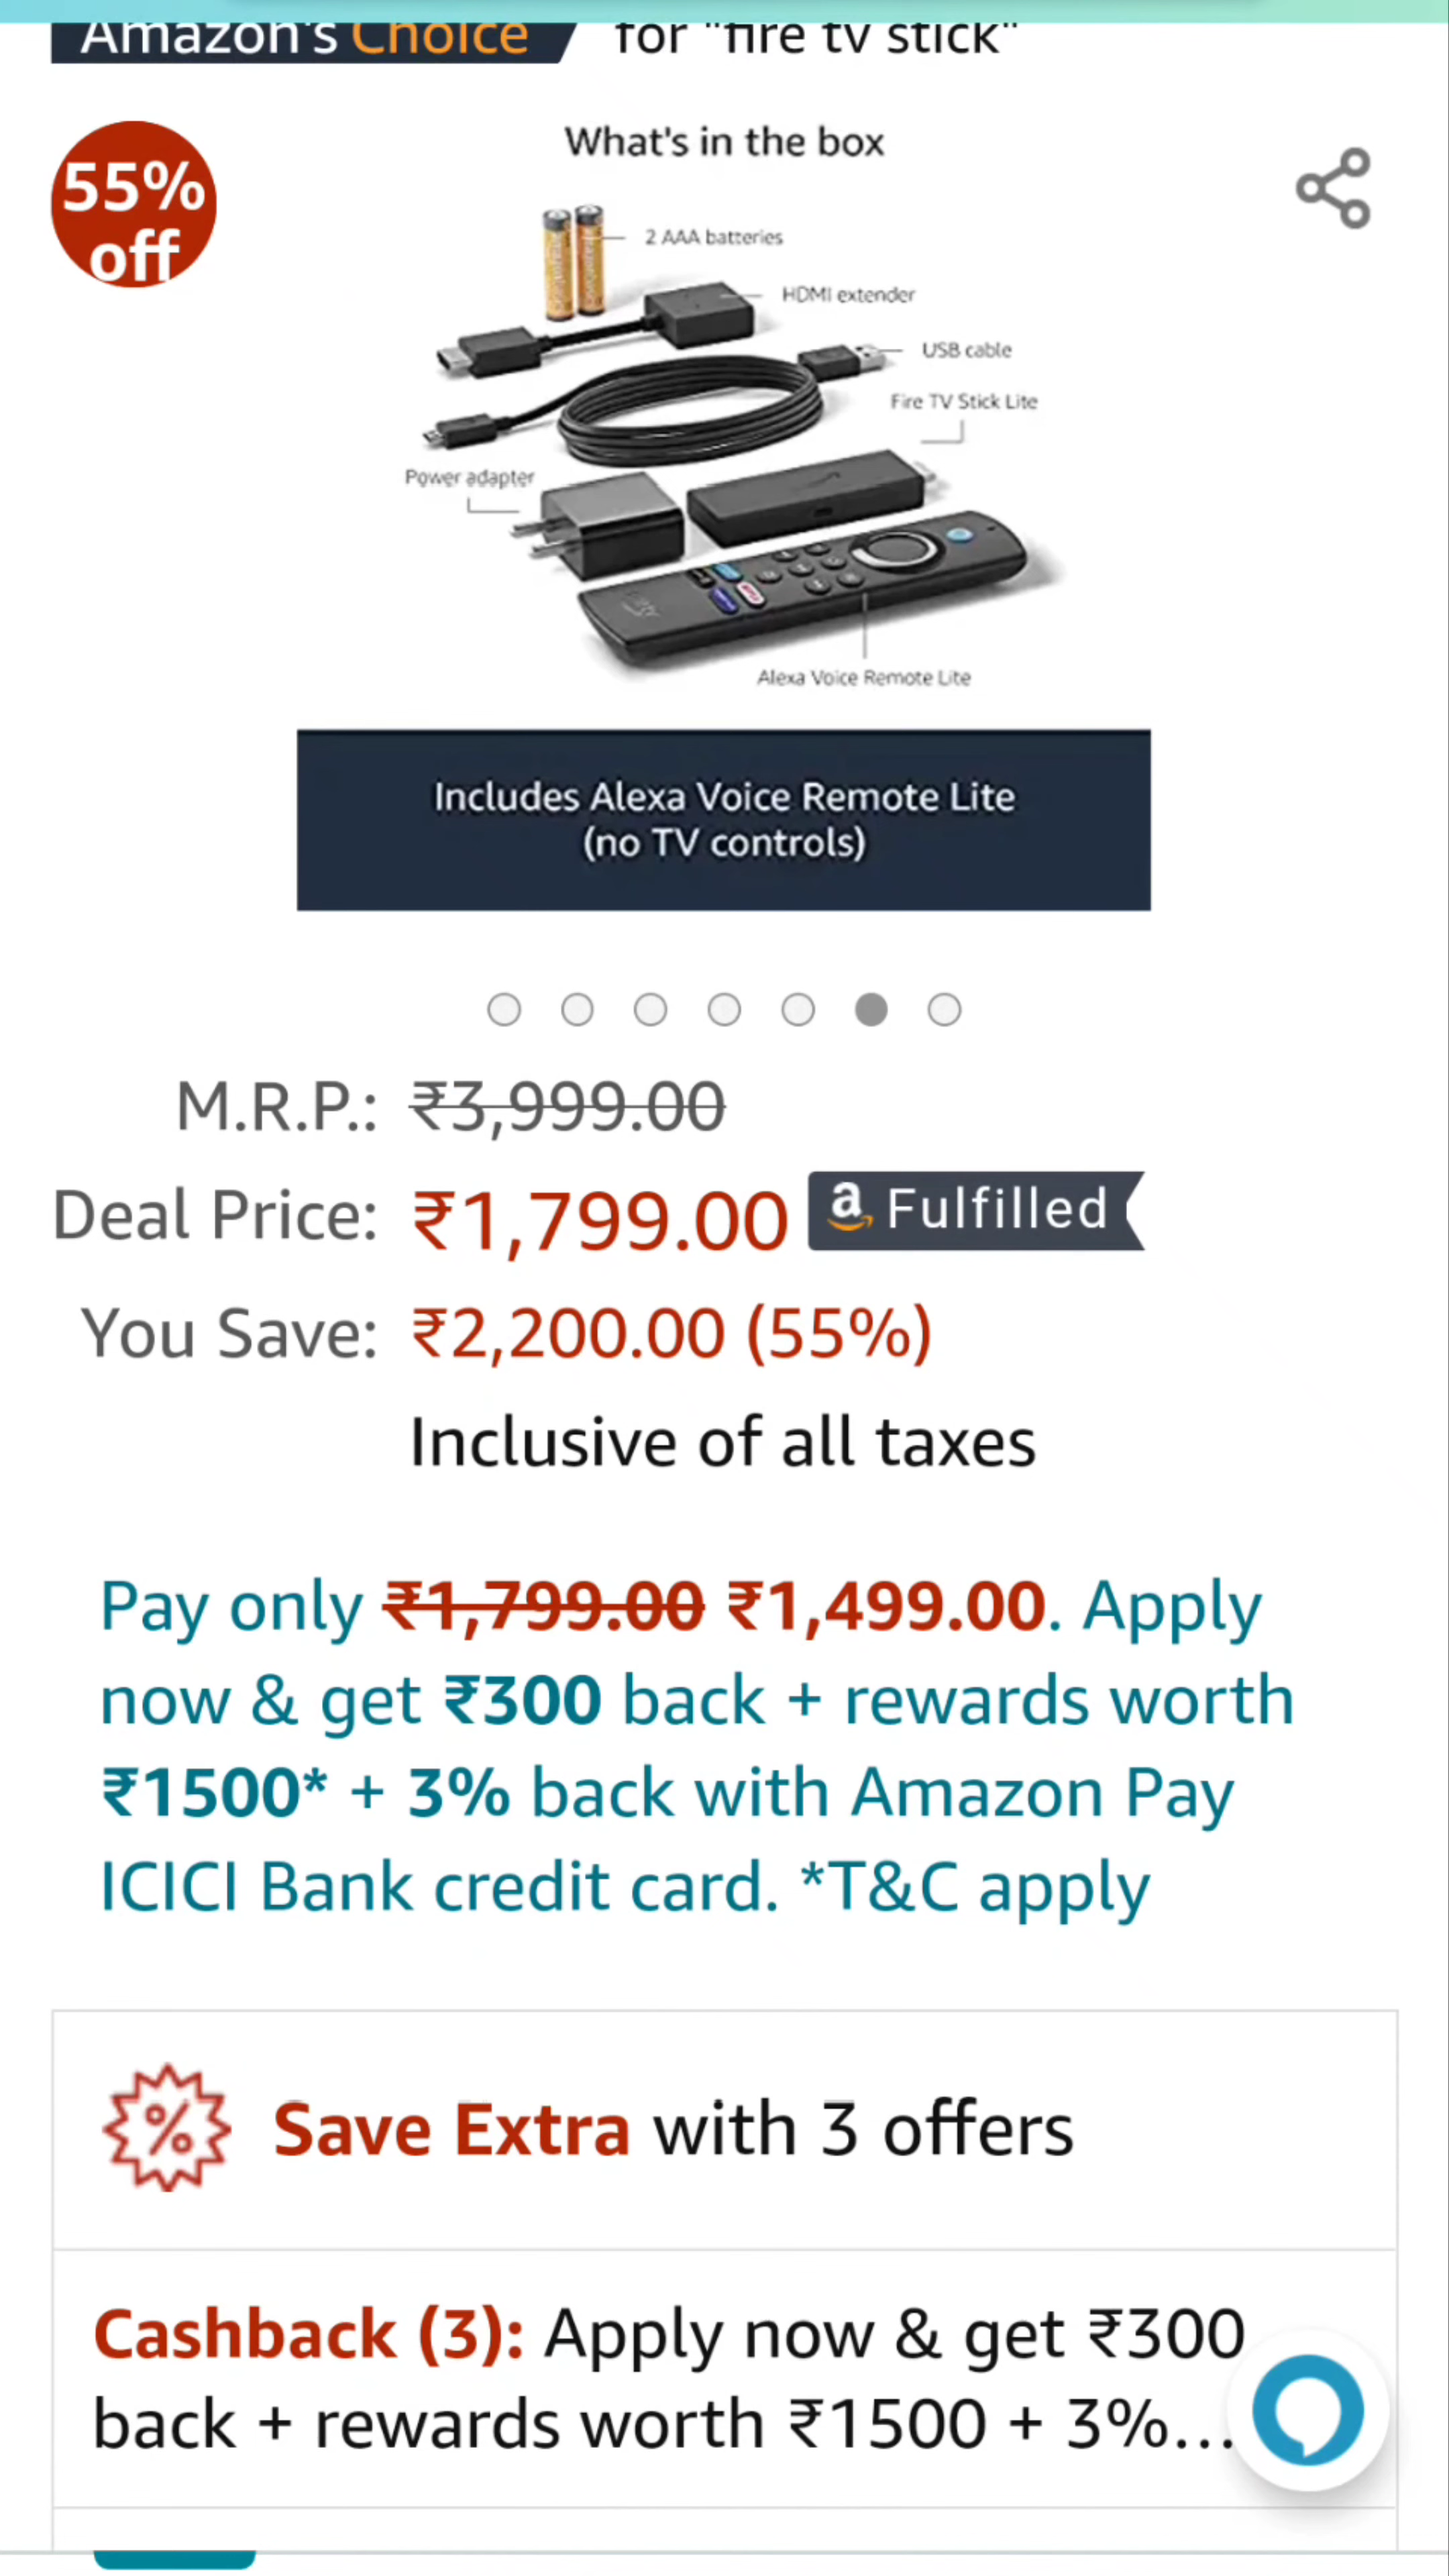 Amazon's Choice for "fire tv stick"
55%
off
What's in the box
2 AAA batteries
HDMI extender
USB cable
Fire TV Stick Lite
Power adapter
Alexa Voice Remote Lite
Includes Alexa Voice Remote Lite
(no TV controls)
M.R.P.: ₹3,999.00
Deal Price: ₹1,799.00 a Fulfilled
You Save: ₹2,200.00 (55%)
Inclusive of all taxes
Pay only ₹1,799.00 ₹1,499.00. Apply
now & get ₹300 back + rewards worth
₹1500* + 3% back with Amazon Pay
ICICI Bank credit card. *T&C apply
% Save Extra with 3 offers
Cashback (3): Apply now & get ₹300
back + rewards worth ₹1500 + 3%...